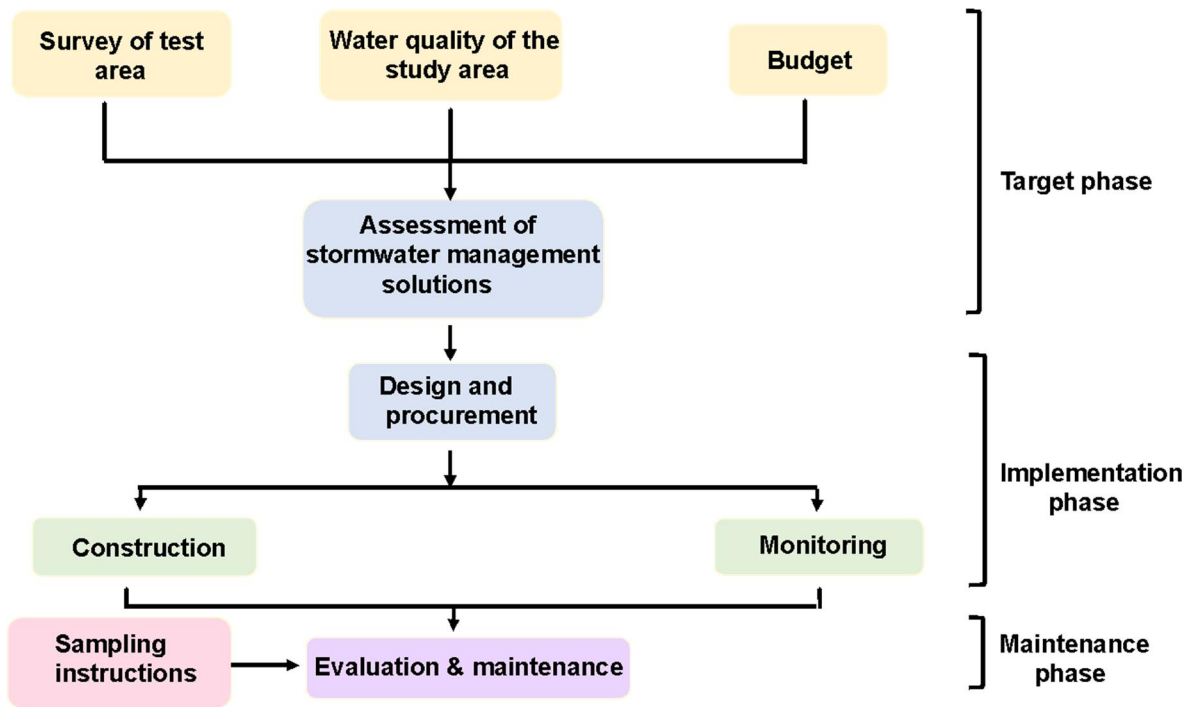 Survey of test
area
Water quality of the
study area
Budget
Target phase
Assessment of
stormwater management
solutions
Design and
procurement
Implementation
phase
Construction
Monitoring
Sampling
instructions
Evaluation & maintenance
Maintenance
phase